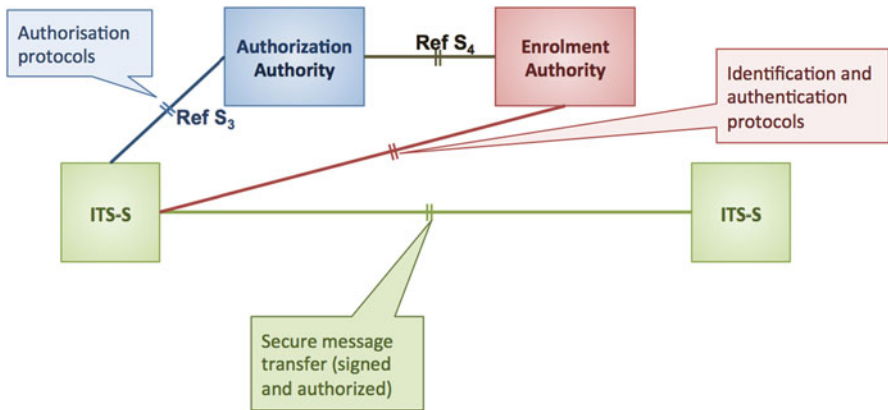 Authorisation
protocols
Authorization
Authority
Ref S₄
Enrolment
Authority
Identification and
authentication
protocols
Ref S₃
ITS-S
ITS-S
Secure message
transfer (signed
and authorized)